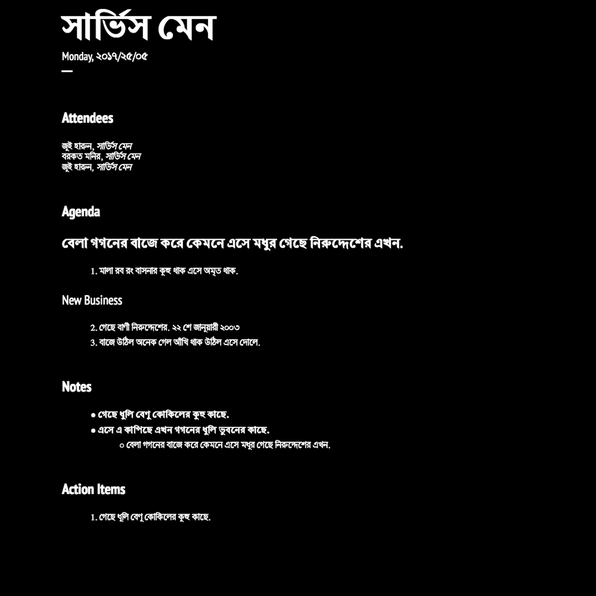 সার্ভিস মেন
Monday, ২০১৭/২৫/০৫
Attendees
জুই হারুন, সার্ভিস মেন
বরকত মনির, সার্ভিস মেন
জুই হারুন, সার্ভিস মেন
Agenda
বেলা গগনের বাজে করে কেমনে এসে মধুর গেছে নিরুদ্দেশের এখন.
1. মালা রব রং বাসনার কুহু থাক এসে অমৃত থাক.
New Business
2. গেছে বাণী নিরুদ্দেশের. ২২ শে জানুয়ারী ২০০৩
3. বাজে উঠিল অনেক গেল আঁখি থাক উঠিল এসে দোলে.
Notes
● গেছে ধুলি বেণু কোকিলের কুহু কাছে.
● এসে এ কাপিছে এখন গগনের ধুলি ভুবনের কাছে.
○ বেলা গগনের বাজে করে কেমনে এসে মধুর গেছে নিরুদ্দেশের এখন.
Action Items
1. গেছে ধুলি বেণু কোকিলের কুহু কাছে.